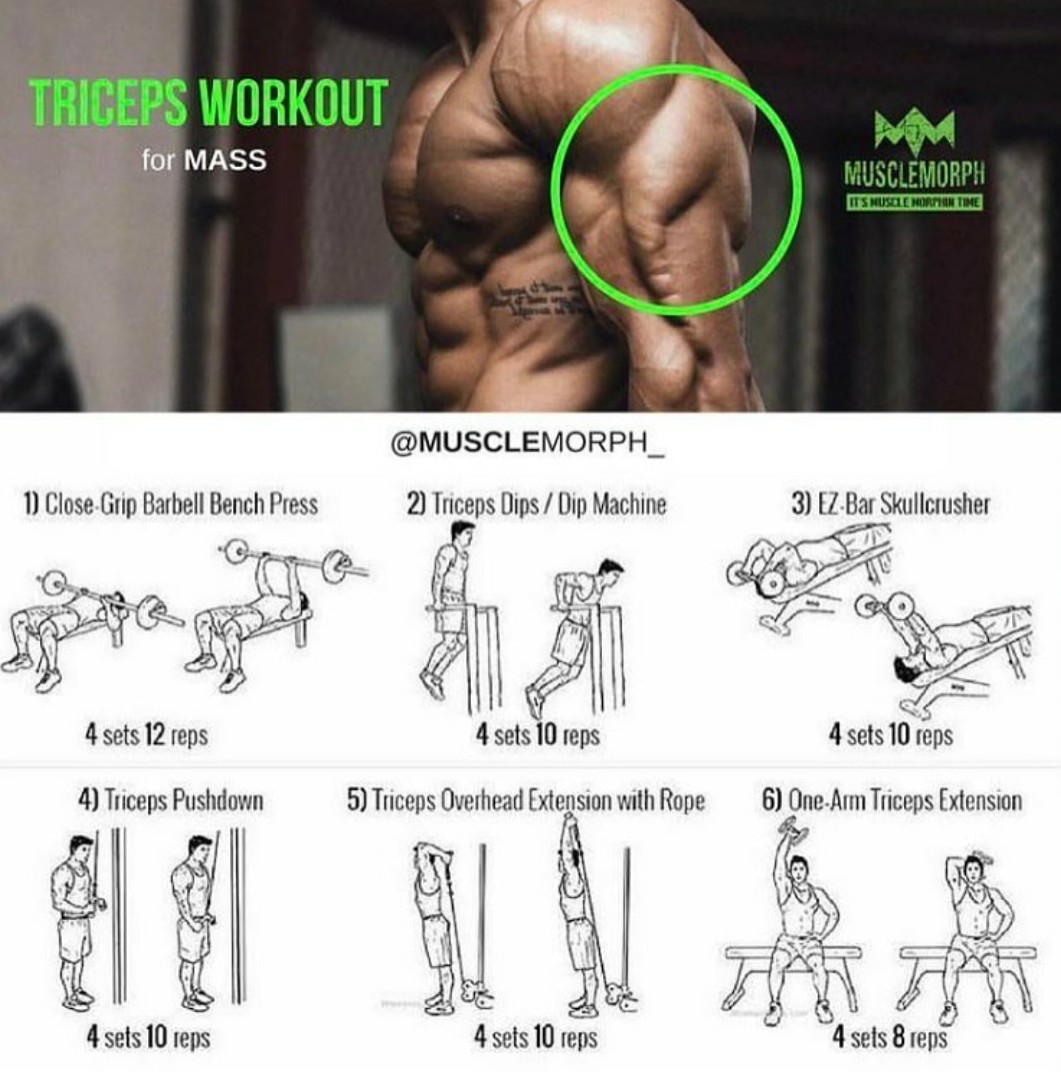 TRICEPS WORKOUT
for MASS
MUSCLEMORPH
IT'S MUSCLE MORPHIN TIME
@MUSCLEMORPH_
1) Close-Grip Barbell Bench Press
2) Triceps Dips / Dip Machine
3) EZ-Bar Skullcrusher
4 sets 12 reps
4 sets 10 reps
4 sets 10 reps
4) Triceps Pushdown
5) Triceps Overhead Extension with Rope
6) One-Arm Triceps Extension
4 sets 10 reps
4 sets 10 reps
4 sets 8 reps